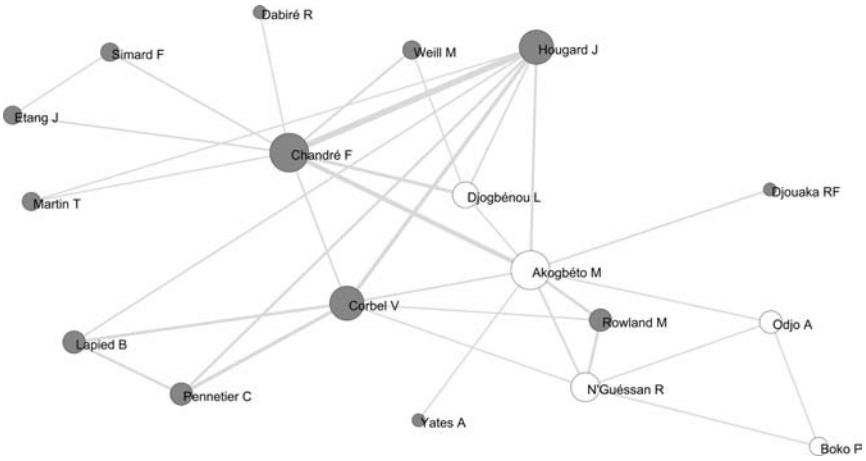 Dabiré R
Simard F
Weill M
Hougard J
Etang J
Chandré F
Martin T
Djogbénou L
Djouaka RF
Akogbéto M
Corbel V
Rowland M
Odjo A
Lapied B
Pennetier C
N'Guéssan R
Yates A
Boko P